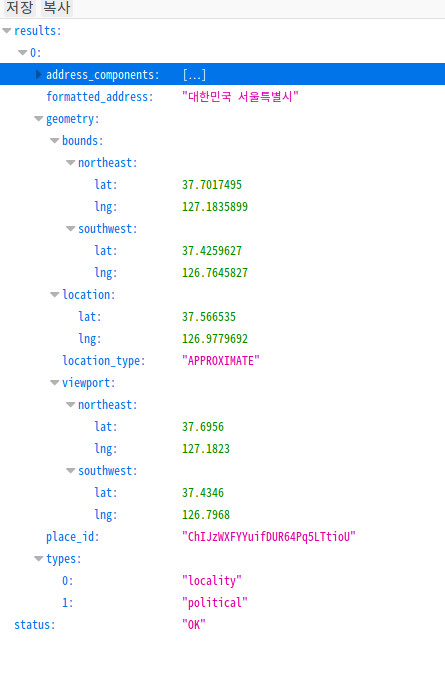 저장 복사
results:
0:
address_components: [...]
formatted_address: "대한민국 서울특별시"
geometry:
bounds:
northeast:
lat: 37.7017495
lng: 127.1835899
southwest:
lat: 37.4259627
lng: 126.7645827
location:
lat: 37.566535
lng: 126.9779692
location_type: "APPROXIMATE"
viewport:
northeast:
lat: 37.6956
lng: 127.1823
southwest:
lat: 37.4346
lng: 126.7968
place_id: "ChIJzWXFYYuifDUR64Pq5LTtioU"
types:
0: "locality"
1: "political"
status: "OK"